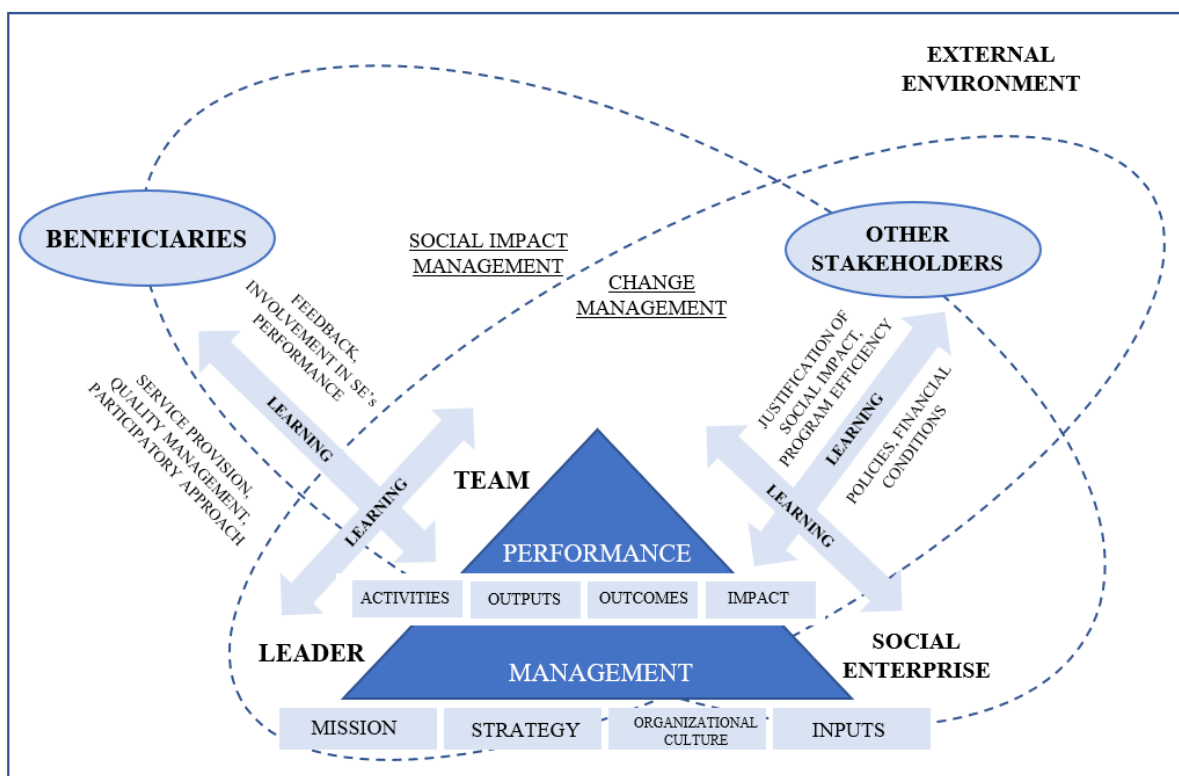 EXTERNAL
ENVIRONMENT
BENEFICIARIES
OTHER
STAKEHOLDERS
SOCIAL IMPACT
MANAGEMENT
CHANGE
MANAGEMENT
FEEDBACK,
INVOLVEMENT IN SE's
PERFORMANCE
LEARNING
SERVICE PROVISION,
QUALITY MANAGEMENT,
PARTICIPATORY APPROACH
LEARNING
JUSTIFICATION OF
SOCIAL IMPACT,
PROGRAM EFFICIENCY
LEARNING
POLICIES, FINANCIAL
CONDITIONS
LEARNING
TEAM
PERFORMANCE
ACTIVITIES
OUTPUTS
OUTCOMES
IMPACT
LEADER
MANAGEMENT
SOCIAL
ENTERPRISE
MISSION
STRATEGY
ORGANIZATIONAL
CULTURE
INPUTS